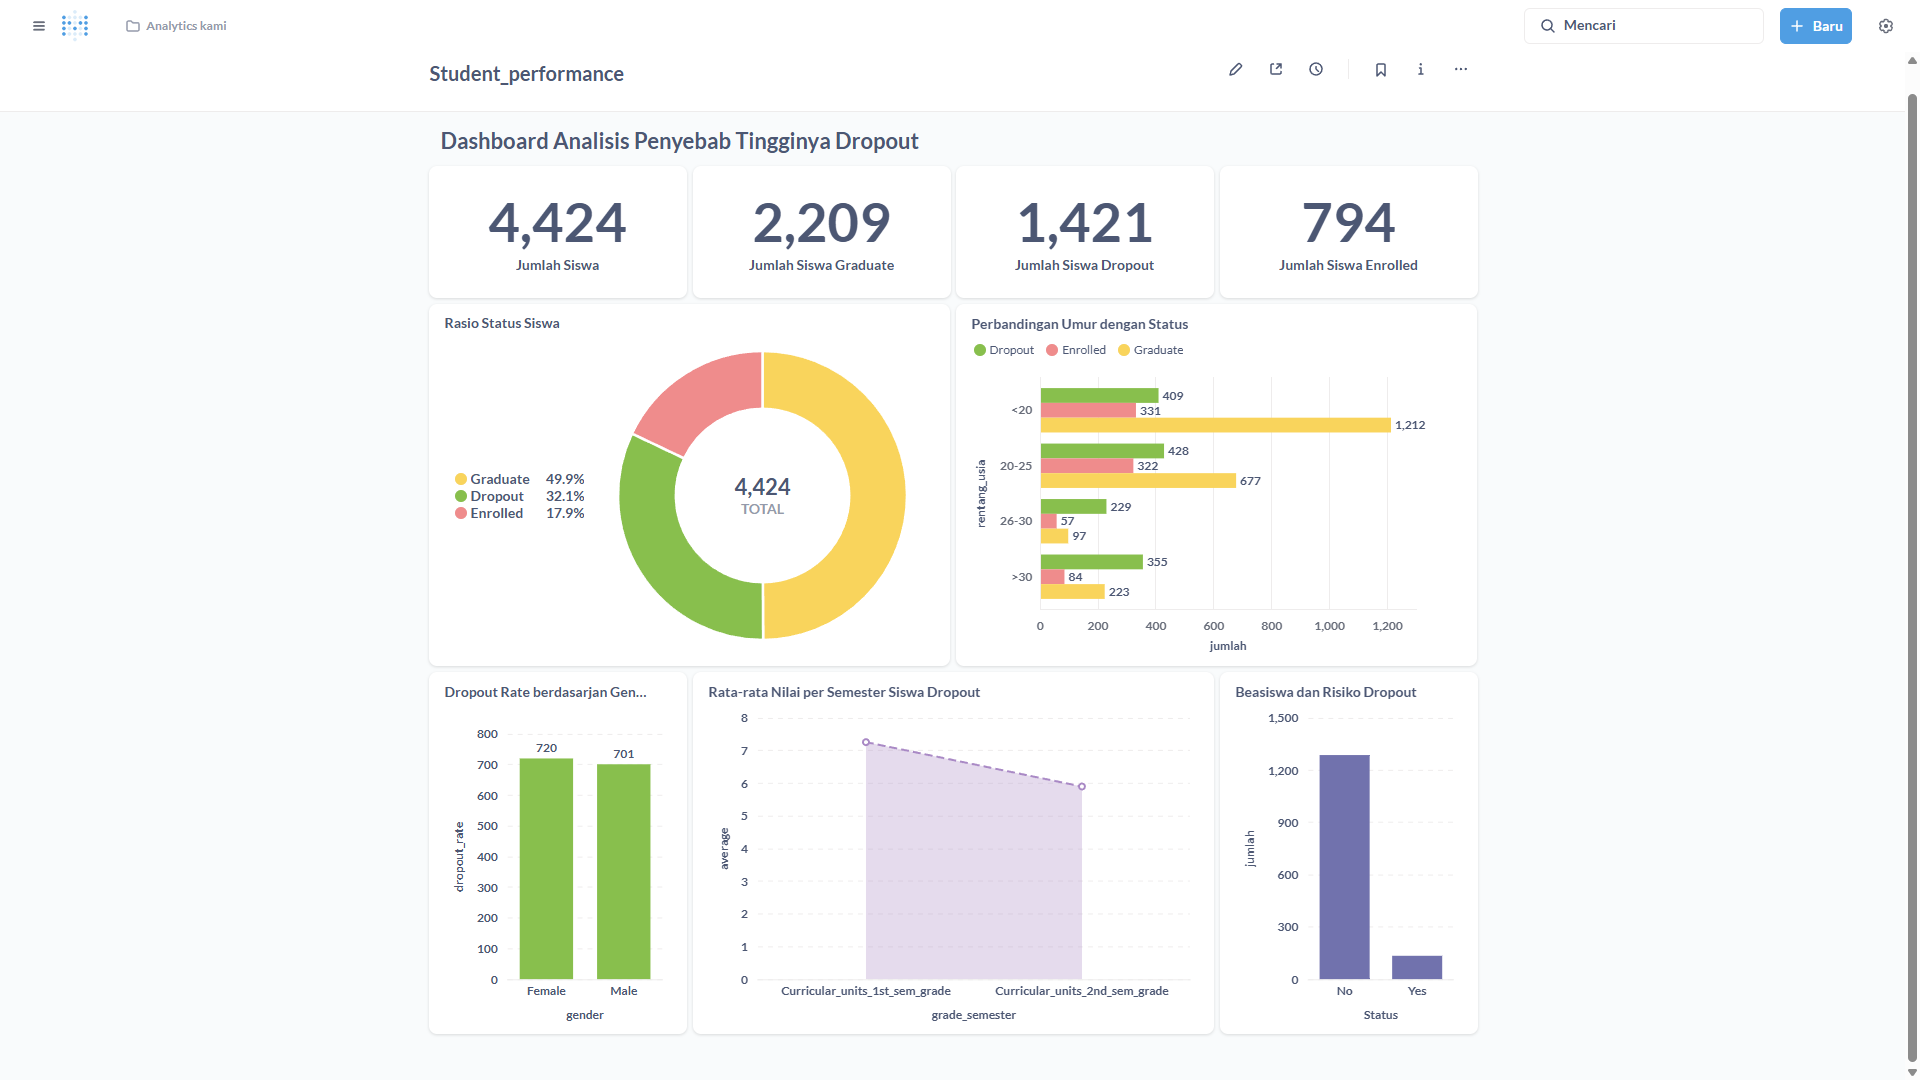 Analytics kami
Mencari
Baru
Student_performance
Dashboard Analisis Penyebab Tingginya Dropout
4,424
Jumlah Siswa
2,209
Jumlah Siswa Graduate
1,421
Jumlah Siswa Dropout
794
Jumlah Siswa Enrolled
Rasio Status Siswa
Graduate 49.9%
Dropout 32.1%
Enrolled 17.9%
4,424
TOTAL
Perbandingan Umur dengan Status
Dropout Enrolled Graduate
rentang_usia
<20
409
331
1,212
20-25
428
322
677
26-30
229
57
97
>30
355
84
223
0 200 400 600 800 1,000 1,200
jumlah
Dropout Rate berdasarjan Gen...
dropout_rate
800
700
600
500
400
300
200
100
0
720
701
Female Male
gender
Rata-rata Nilai per Semester Siswa Dropout
average
8
7
6
5
4
3
2
1
0
Curricular_units_1st_sem_grade Curricular_units_2nd_sem_grade
grade_semester
Beasiswa dan Risiko Dropout
jumlah
1,500
1,200
900
600
300
0
No Yes
Status